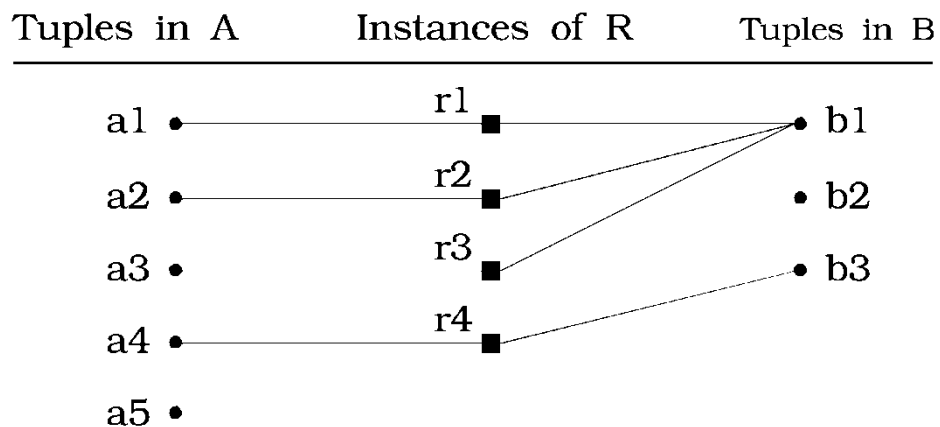 Tuples in A Instances of R Tuples in B
a1 r1 b1
a2 r2 b2
a3 r3 b3
a4 r4
a5